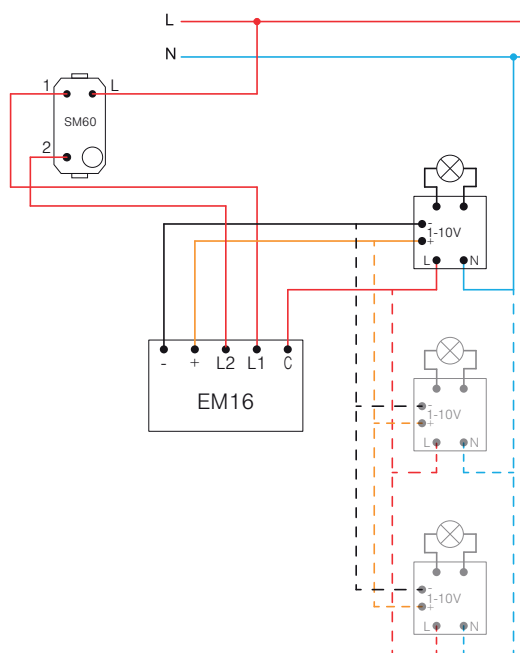 L
N
1 L
SM60
2
-
1-10V
+
L N
- + L2 L1 C
EM16
-
1-10V
+
L N
-
1-10V
+
L N